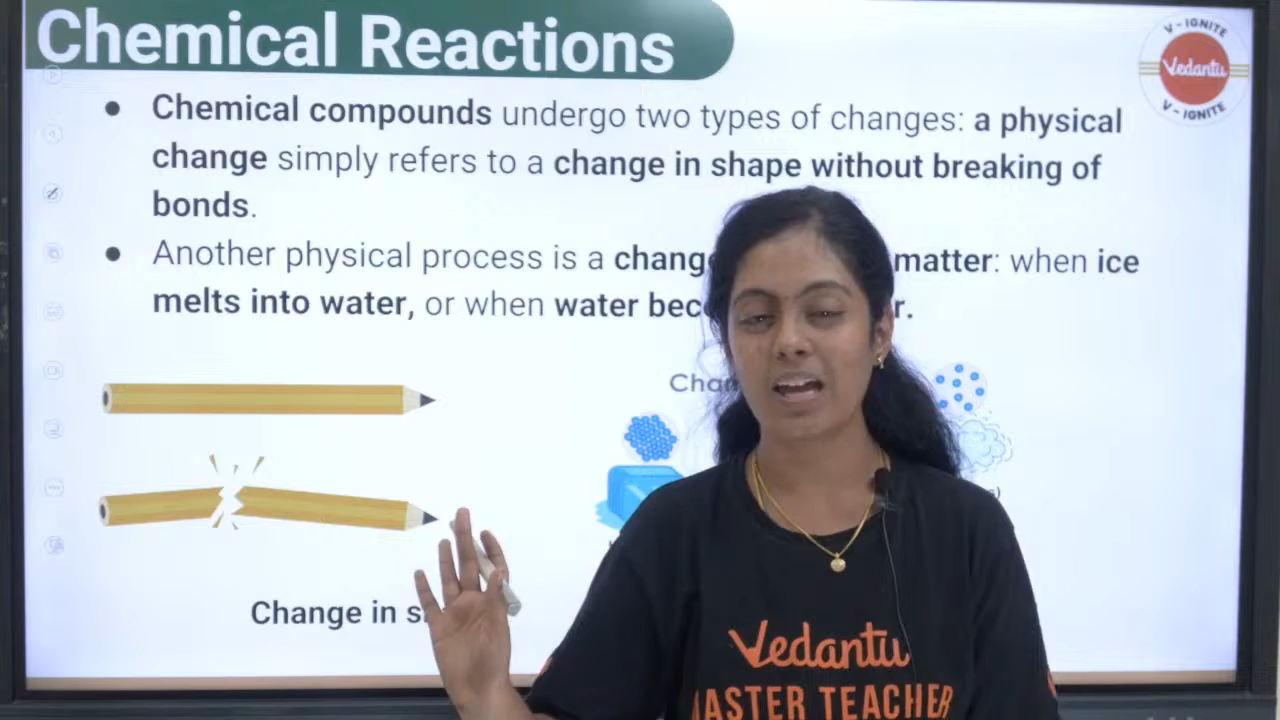 Chemical Reactions
V - IGNITE
Vedantu
V - IGNITE
• Chemical compounds undergo two types of changes: a physical
change simply refers to a change in shape without breaking of
bonds.
• Another physical process is a matter: when ice
melts into water, or when water
Change in
Vedantu
MASTER TEACHER